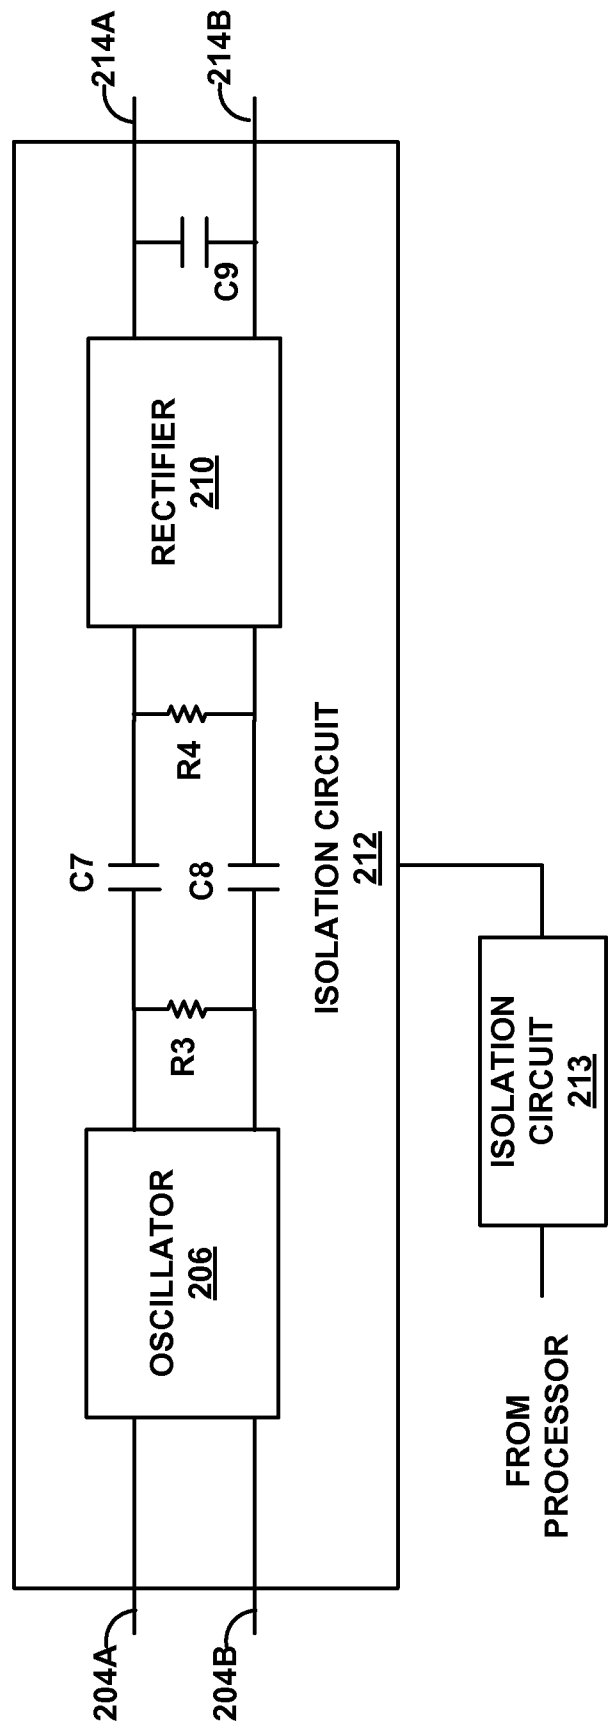 204A
204B
OSCILLATOR
206
R3
C7
C8
R4
RECTIFIER
210
C9
214A
214B
ISOLATION CIRCUIT
212
FROM
PROCESSOR
ISOLATION
CIRCUIT
213